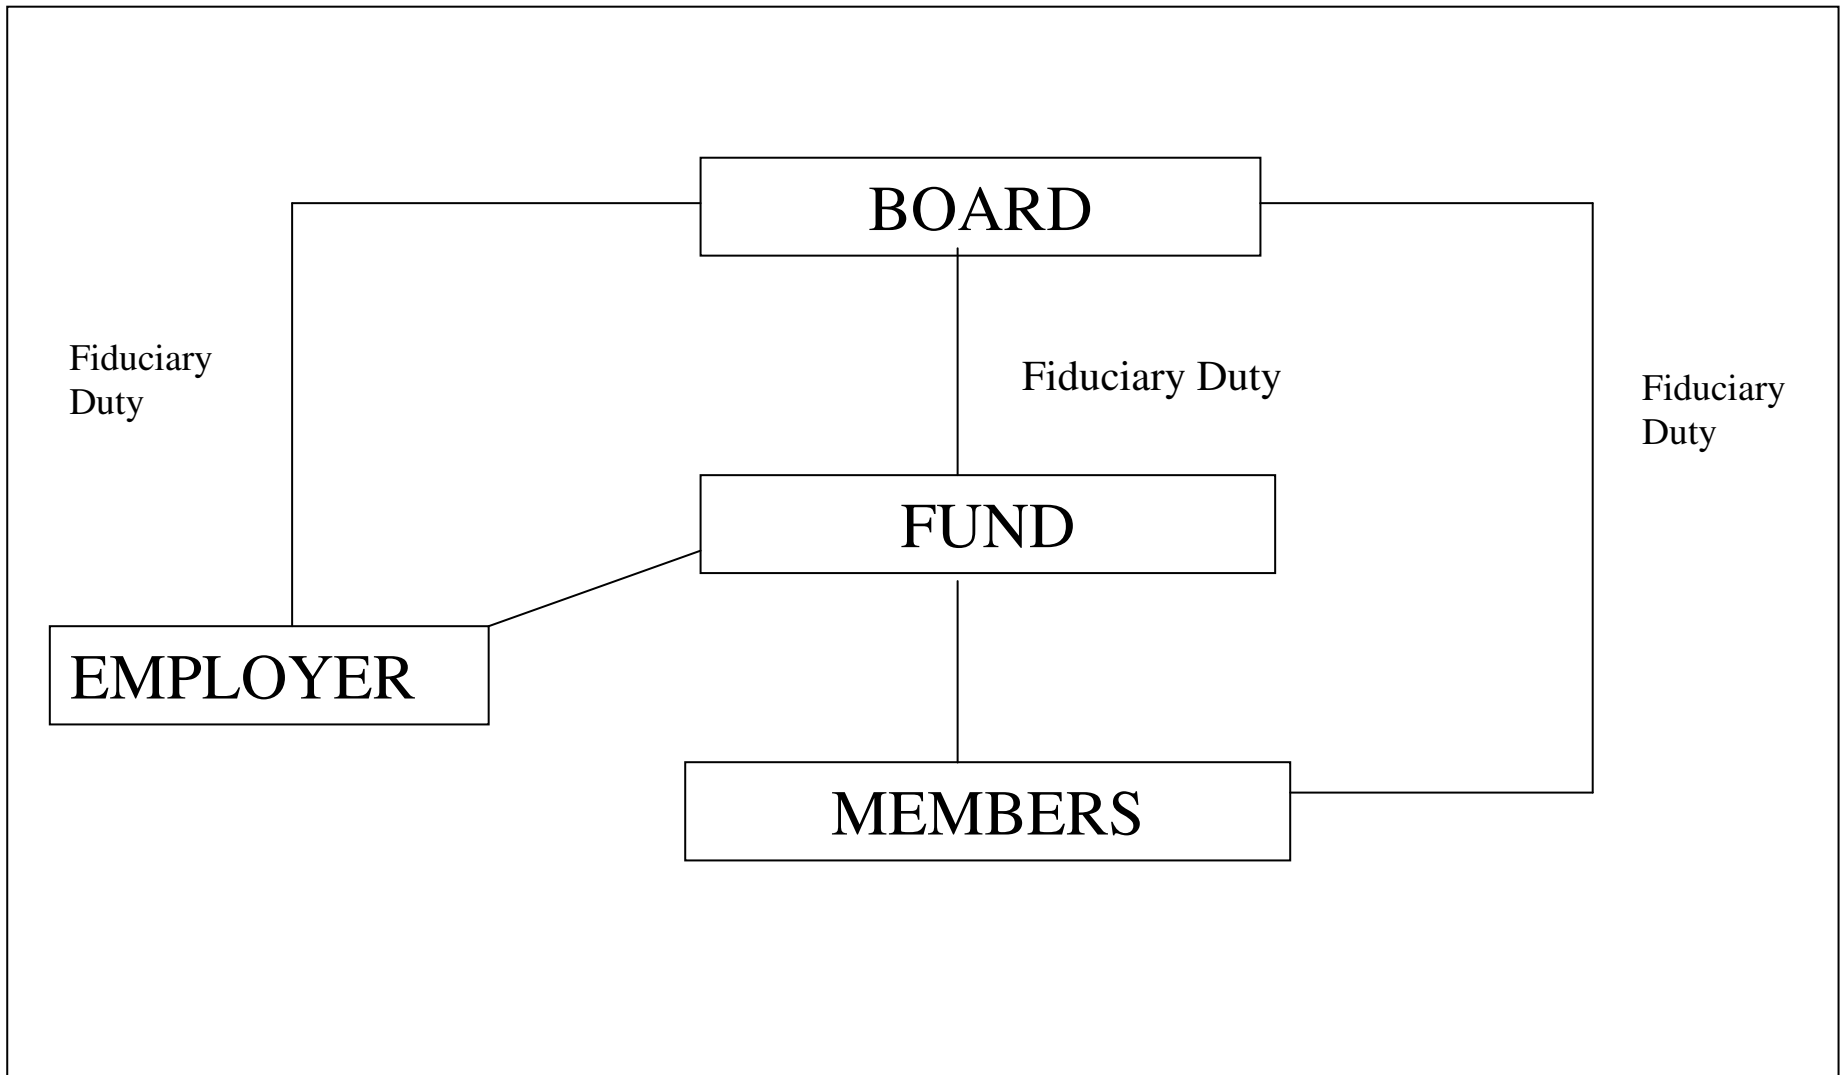 BOARD
Fiduciary
Duty
Fiduciary Duty
Fiduciary
Duty
FUND
EMPLOYER
MEMBERS